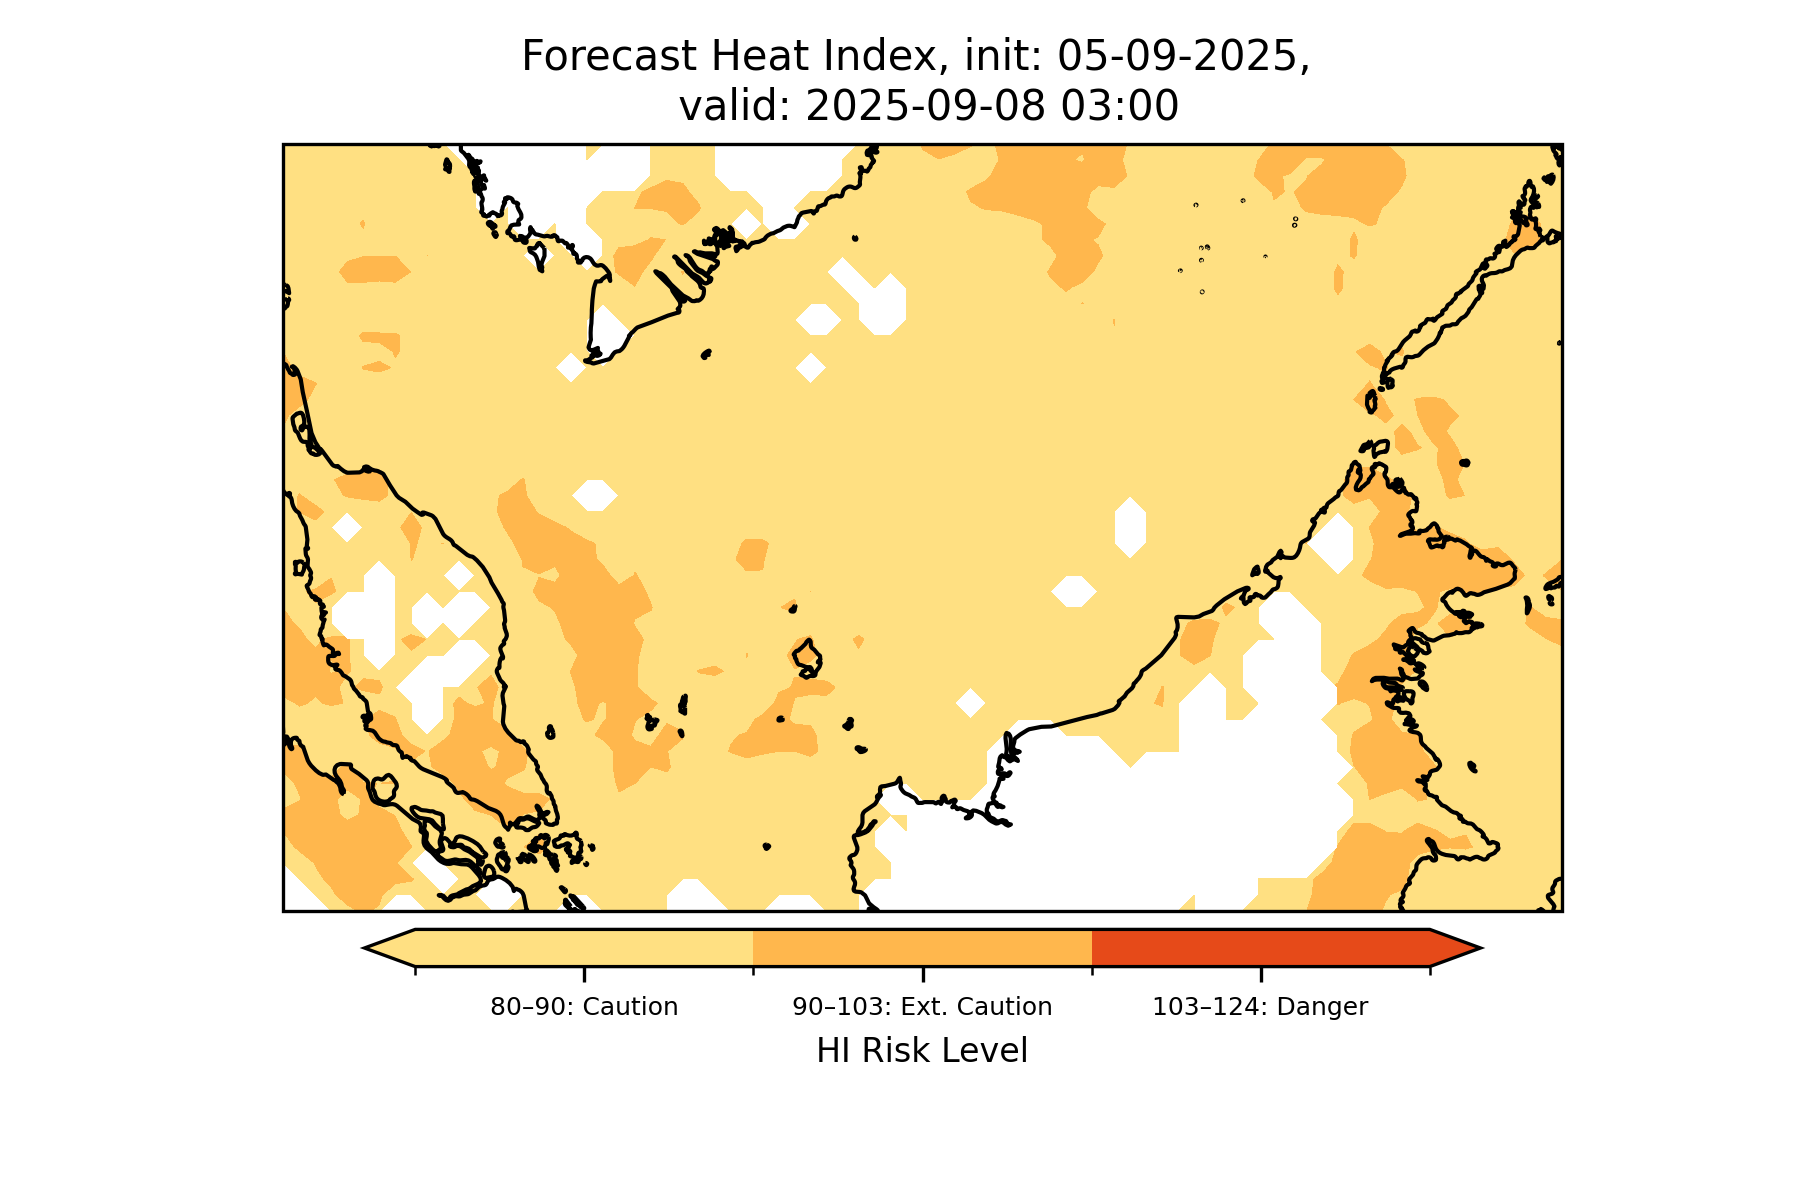 Forecast Heat Index, init: 05-09-2025,
valid: 2025-09-08 03:00
80–90: Caution
90–103: Ext. Caution
103–124: Danger
HI Risk Level